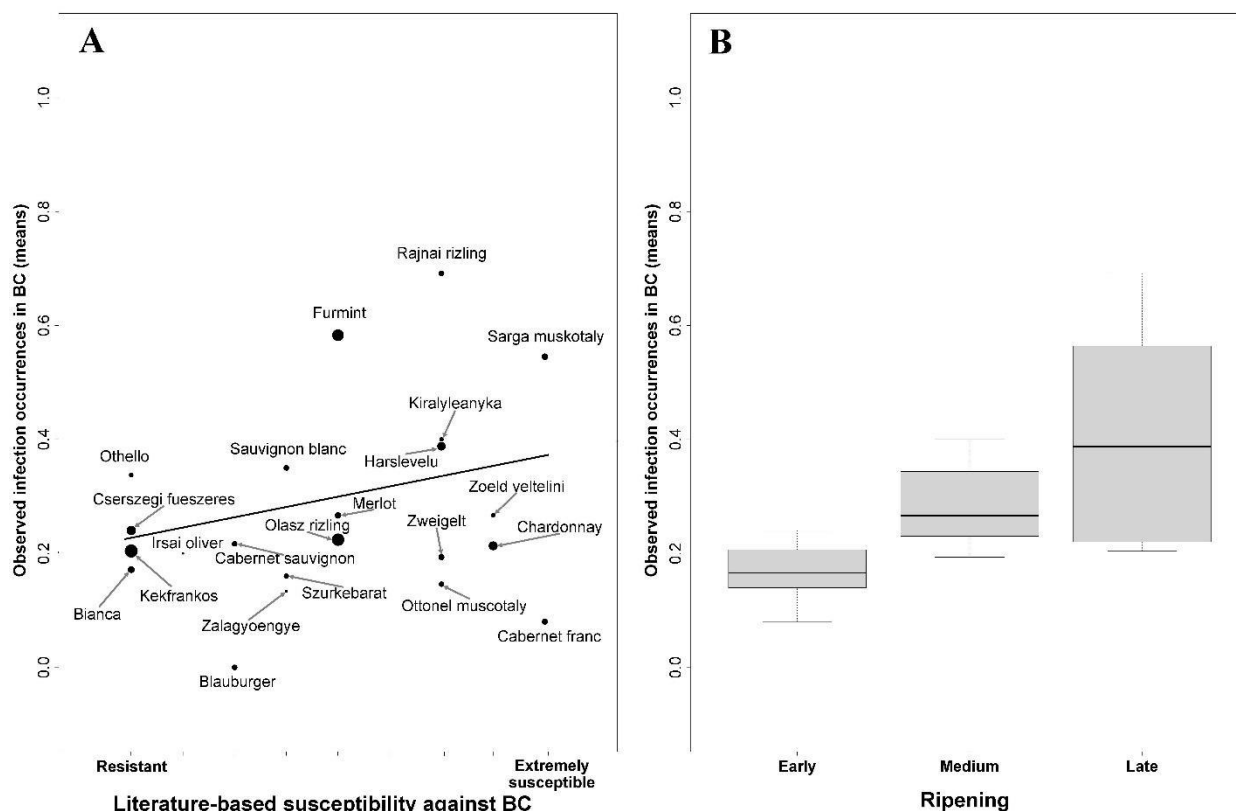 A
Observed infection occurrences in BC (means)
1.0
0.8
0.6
0.4
0.2
0.0
Rajnai rizling
Furmint
Sarga muskotaly
Kiralyleanyka
Othello
Sauvignon blanc
Harslevelu
Cserszegi fueszeres
Merlot
Zoeld veltelini
Olasz rizling
Zweigelt
Chardonnay
Irsai oliver
Cabernet sauvignon
Kekfrankos
Szurkebarat
Bianca
Ottonel muscotaly
Zalagyoengye
Cabernet franc
Blauburger
Resistant
Extremely
susceptible
Literature-based susceptibility against BC
B
Observed infection occurrences in BC (means)
1.0
0.8
0.6
0.4
0.2
0.0
Early
Medium
Late
Ripening